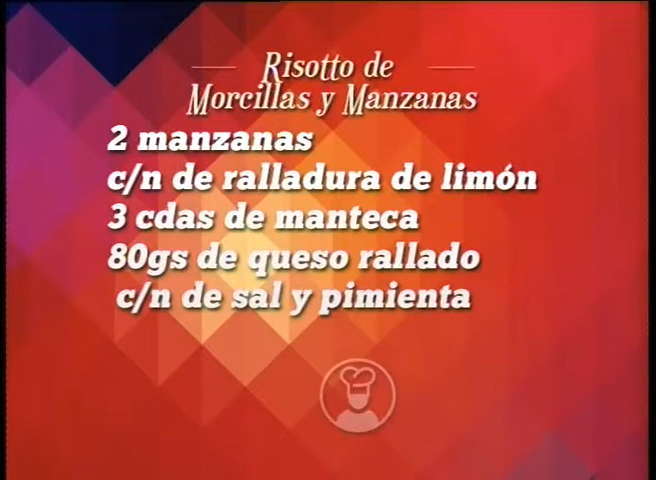 Risotto de
Morcillas y Manzanas
2 manzanas
c/n de ralladura de limón
3 cdas de manteca
80gs de queso rallado
c/n de sal y pimienta